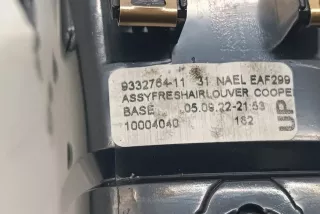 9332764-11 31 NAEL EAF299
ASSYFRESHAIRLOUVER COOPE
BASE 05.09.22-21:53
10004040 182
UP